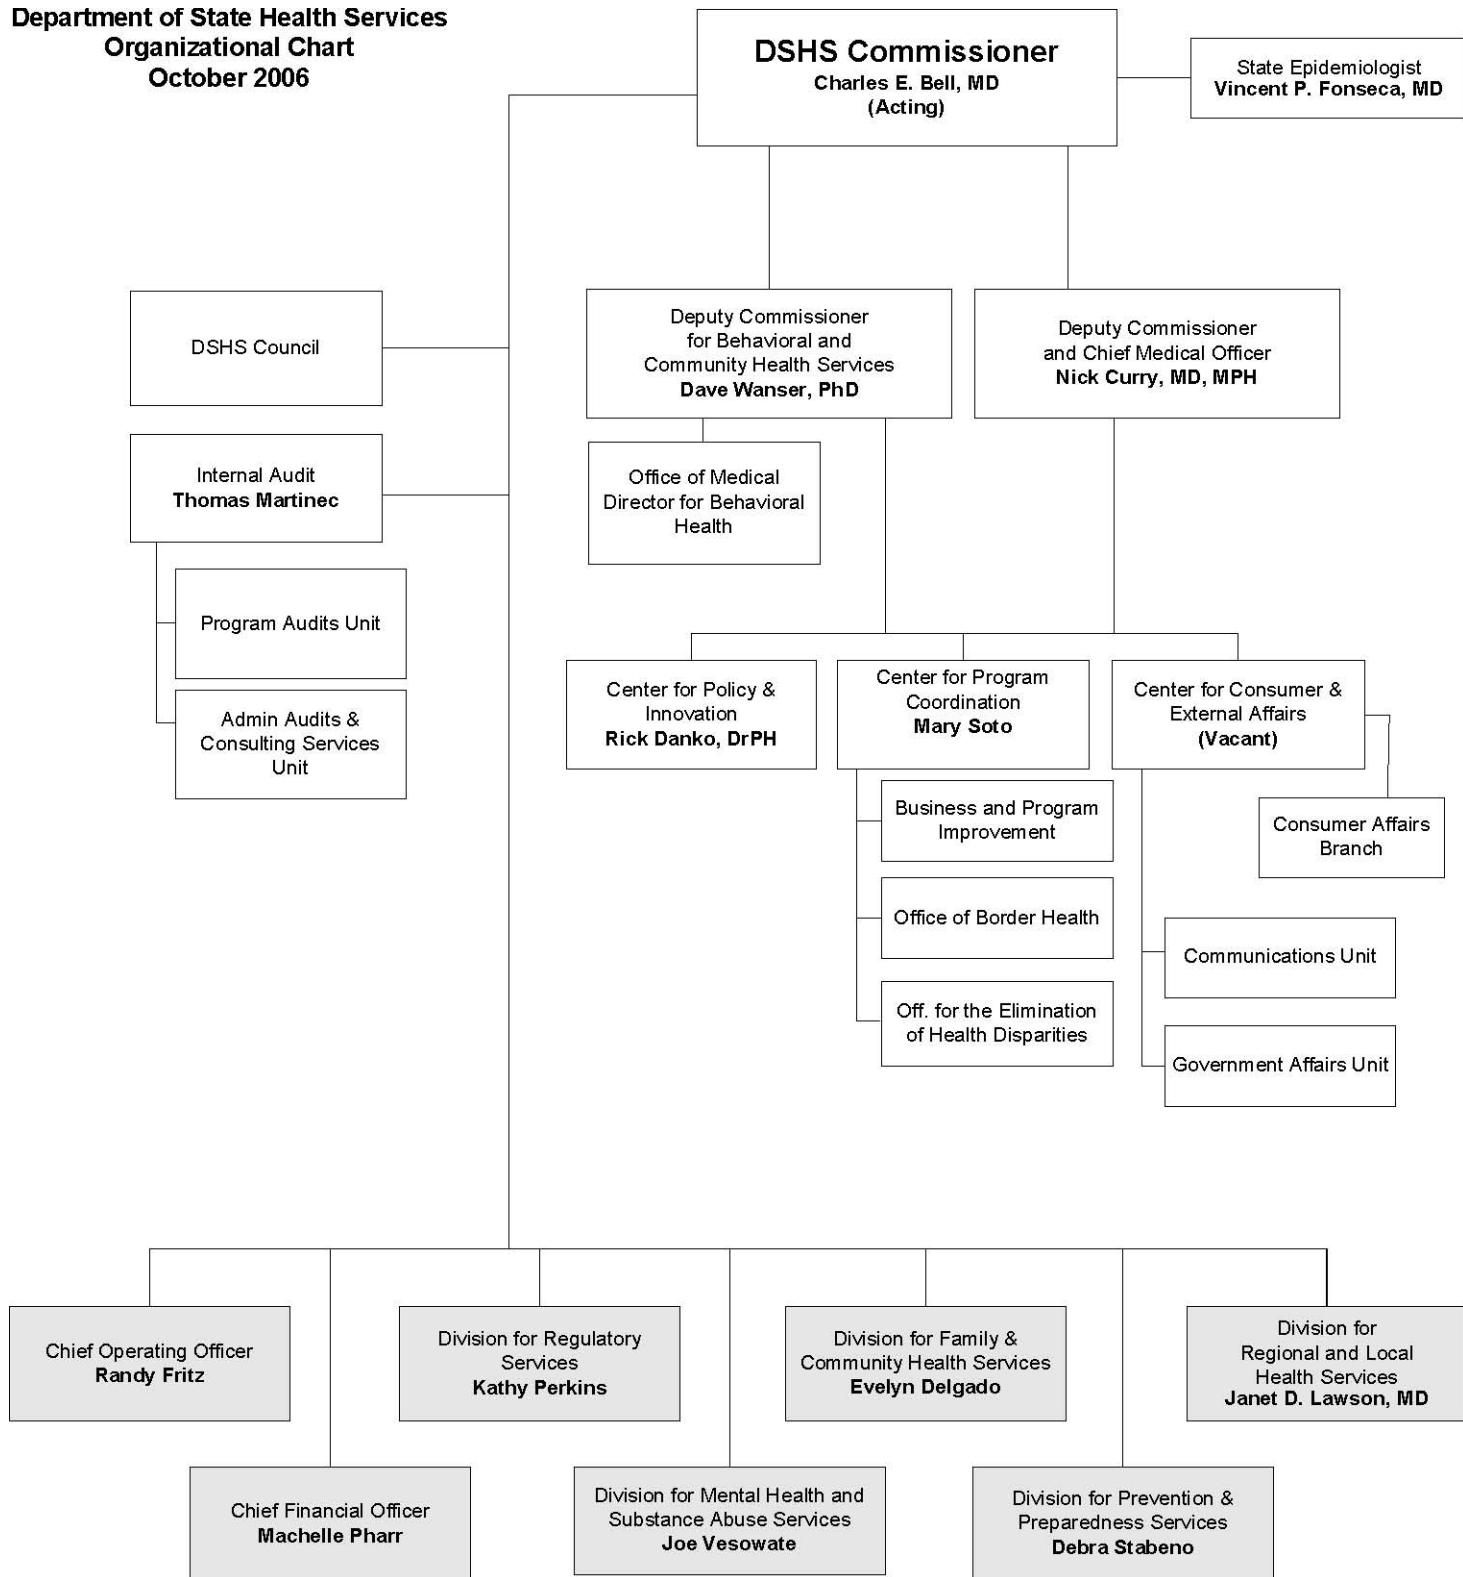 Department of State Health Services
Organizational Chart
October 2006
DSHS Commissioner
Charles E. Bell, MD
(Acting)
State Epidemiologist
Vincent P. Fonseca, MD
DSHS Council
Deputy Commissioner
for Behavioral and
Community Health Services
Dave Wanser, PhD
Deputy Commissioner
and Chief Medical Officer
Nick Curry, MD, MPH
Internal Audit
Thomas Martinec
Office of Medical
Director for Behavioral
Health
Program Audits Unit
Admin Audits &
Consulting Services
Unit
Center for Policy &
Innovation
Rick Danko, DrPH
Center for Program
Coordination
Mary Soto
Center for Consumer &
External Affairs
(Vacant)
Business and Program
Improvement
Consumer Affairs
Branch
Office of Border Health
Communications Unit
Off. for the Elimination
of Health Disparities
Government Affairs Unit
Chief Operating Officer
Randy Fritz
Division for Regulatory
Services
Kathy Perkins
Division for Family &
Community Health Services
Evelyn Delgado
Division for
Regional and Local
Health Services
Janet D. Lawson, MD
Chief Financial Officer
Machelle Pharr
Division for Mental Health and
Substance Abuse Services
Joe Vesowate
Division for Prevention &
Preparedness Services
Debra Stabeno